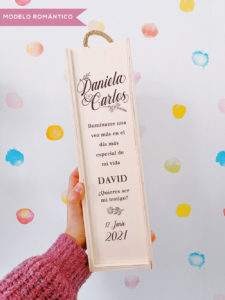 MODELO ROMÁNTICO
Daniela
Carlos
Iluminame una
vez más en el
día más
especial de
mi vida
DAVID
¿Quieres ser
mi testigo?
17 Junio
2021